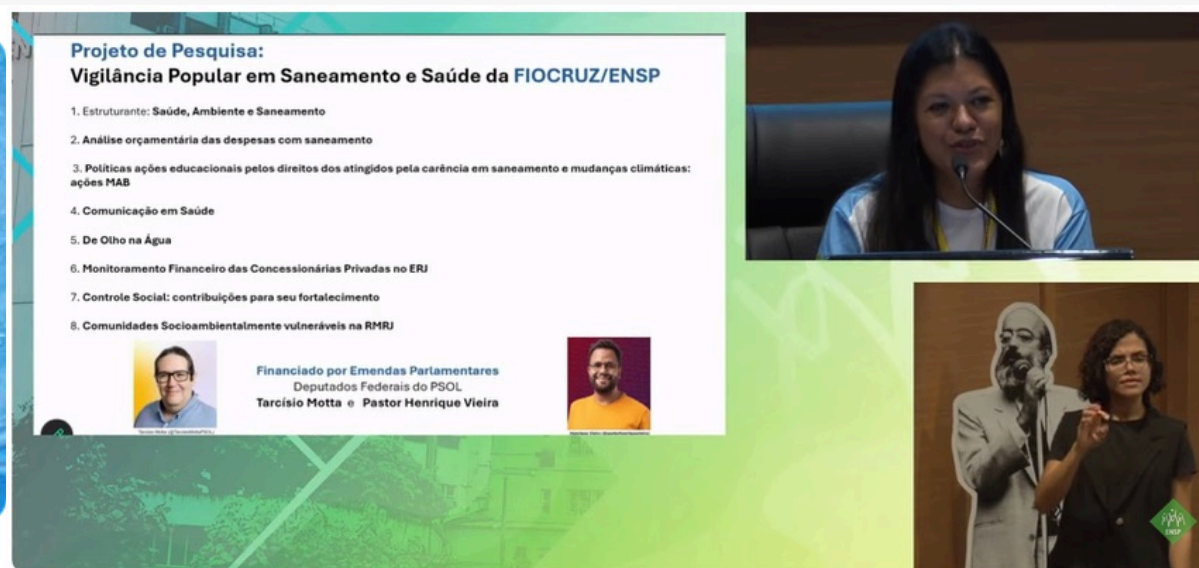 Projeto de Pesquisa:
Vigilância Popular em Saneamento e Saúde da FIOCRUZ/ENSP
1. Estruturante: Saúde, Ambiente e Saneamento
2. Análise orçamentária das despesas com saneamento
3. Políticas ações educacionais pelos direitos dos atingidos pela carência em saneamento e mudanças climáticas:
ações MAB
4. Comunicação em Saúde
5. De Olho na Água
6. Monitoramento Financeiro das Concessionárias Privadas no ERJ
7. Controle Social: contribuições para seu fortalecimento
8. Comunidades Socioambientalmente vulneráveis na RMRJ
Financiado por Emendas Parlamentares
Deputados Federais do PSOL
Tarcísio Motta e Pastor Henrique Vieira
ENSP